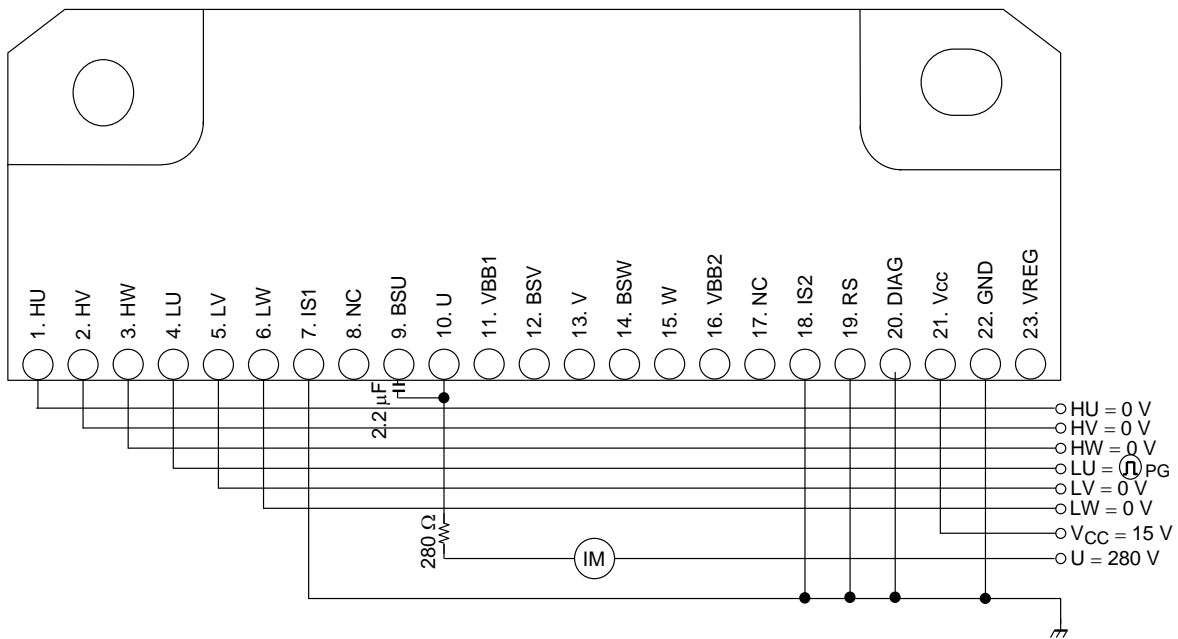 1. HU
2. HV
3. HW
4. LU
5. LV
6. LW
7. IS1
8. NC
9. BSU
10. U
11. VBB1
12. BSV
13. V
14. BSW
15. W
16. VBB2
17. NC
18. IS2
19. RS
20. DIAG
21. Vcc
22. GND
23. VREG
2.2 μF
HU = 0 V
HV = 0 V
HW = 0 V
LU = PG
LV = 0 V
LW = 0 V
VCC = 15 V
280 Ω
IM
U = 280 V